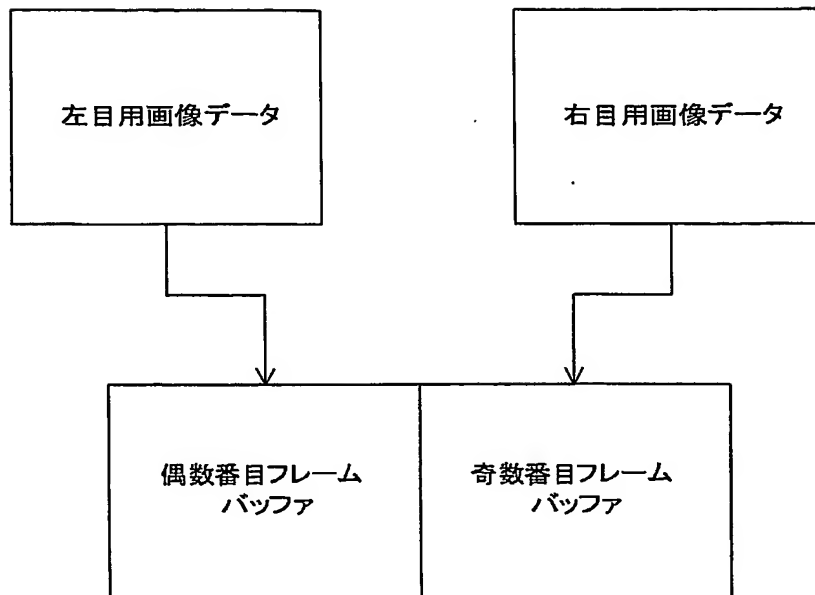 左目用画像データ
右目用画像データ
偶数番目フレーム
バッファ
奇数番目フレーム
バッファ